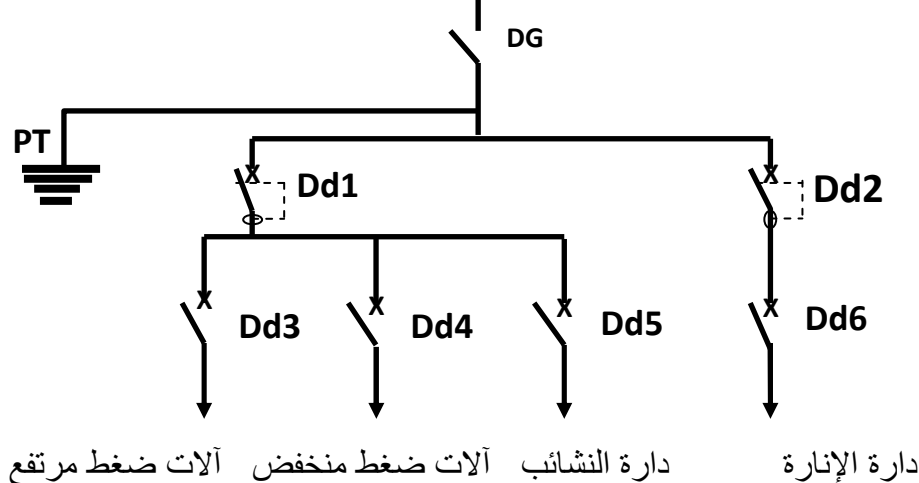 DG
PT
Dd1
Dd2
Dd3
Dd4
Dd5
Dd6
دارة الإنارة
دارة النشائب
آلات ضغط منخفض
آلات ضغط مرتفع